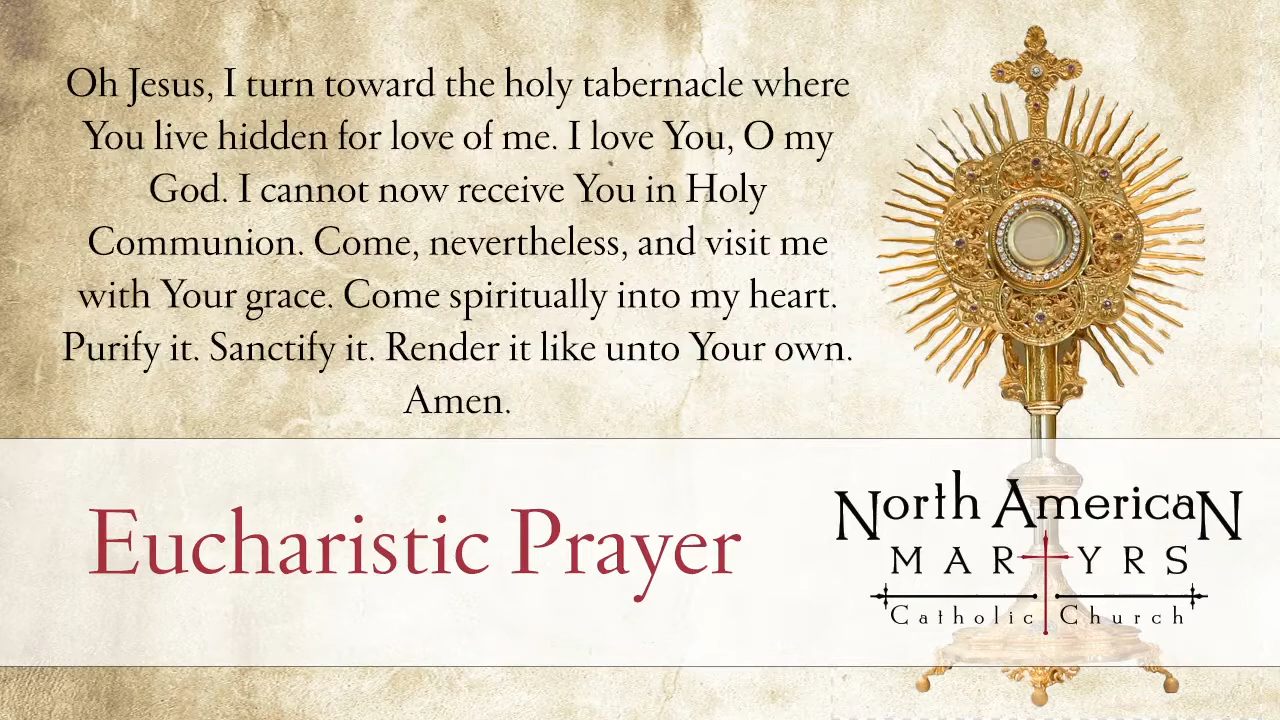 Oh Jesus, I turn toward the holy tabernacle where
You live hidden for love of me. I love You, O my
God. I cannot now receive You in Holy
Communion. Come, nevertheless, and visit me
with Your grace. Come spiritually into my heart.
Purify it. Sanctify it. Render it like unto Your own.
Amen.
Eucharistic Prayer
North American
MARTYRS
Catholic Church